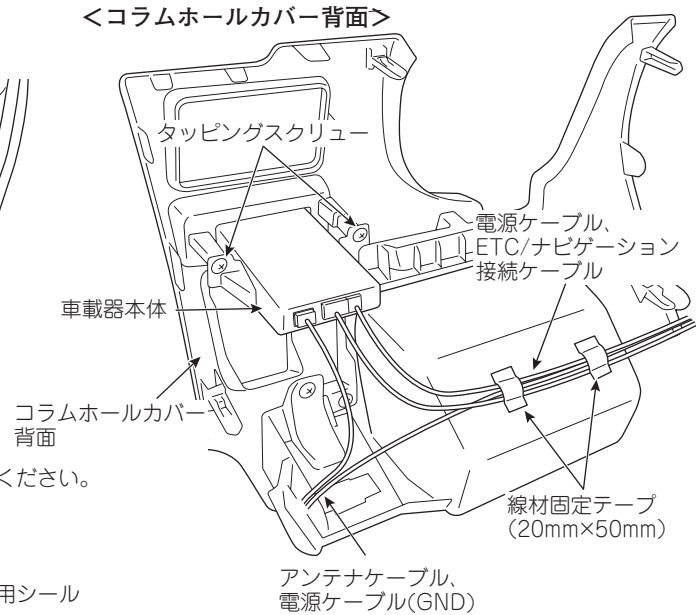 <コラムホールカバー背面>
タッピングスクリュー
電源ケーブル、
ETC/ナビゲーション
接続ケーブル
車載器本体
コラムホールカバー
背面
ください。
線材固定テープ
(20mm×50mm)
用シール
アンテナケーブル、
電源ケーブル(GND)